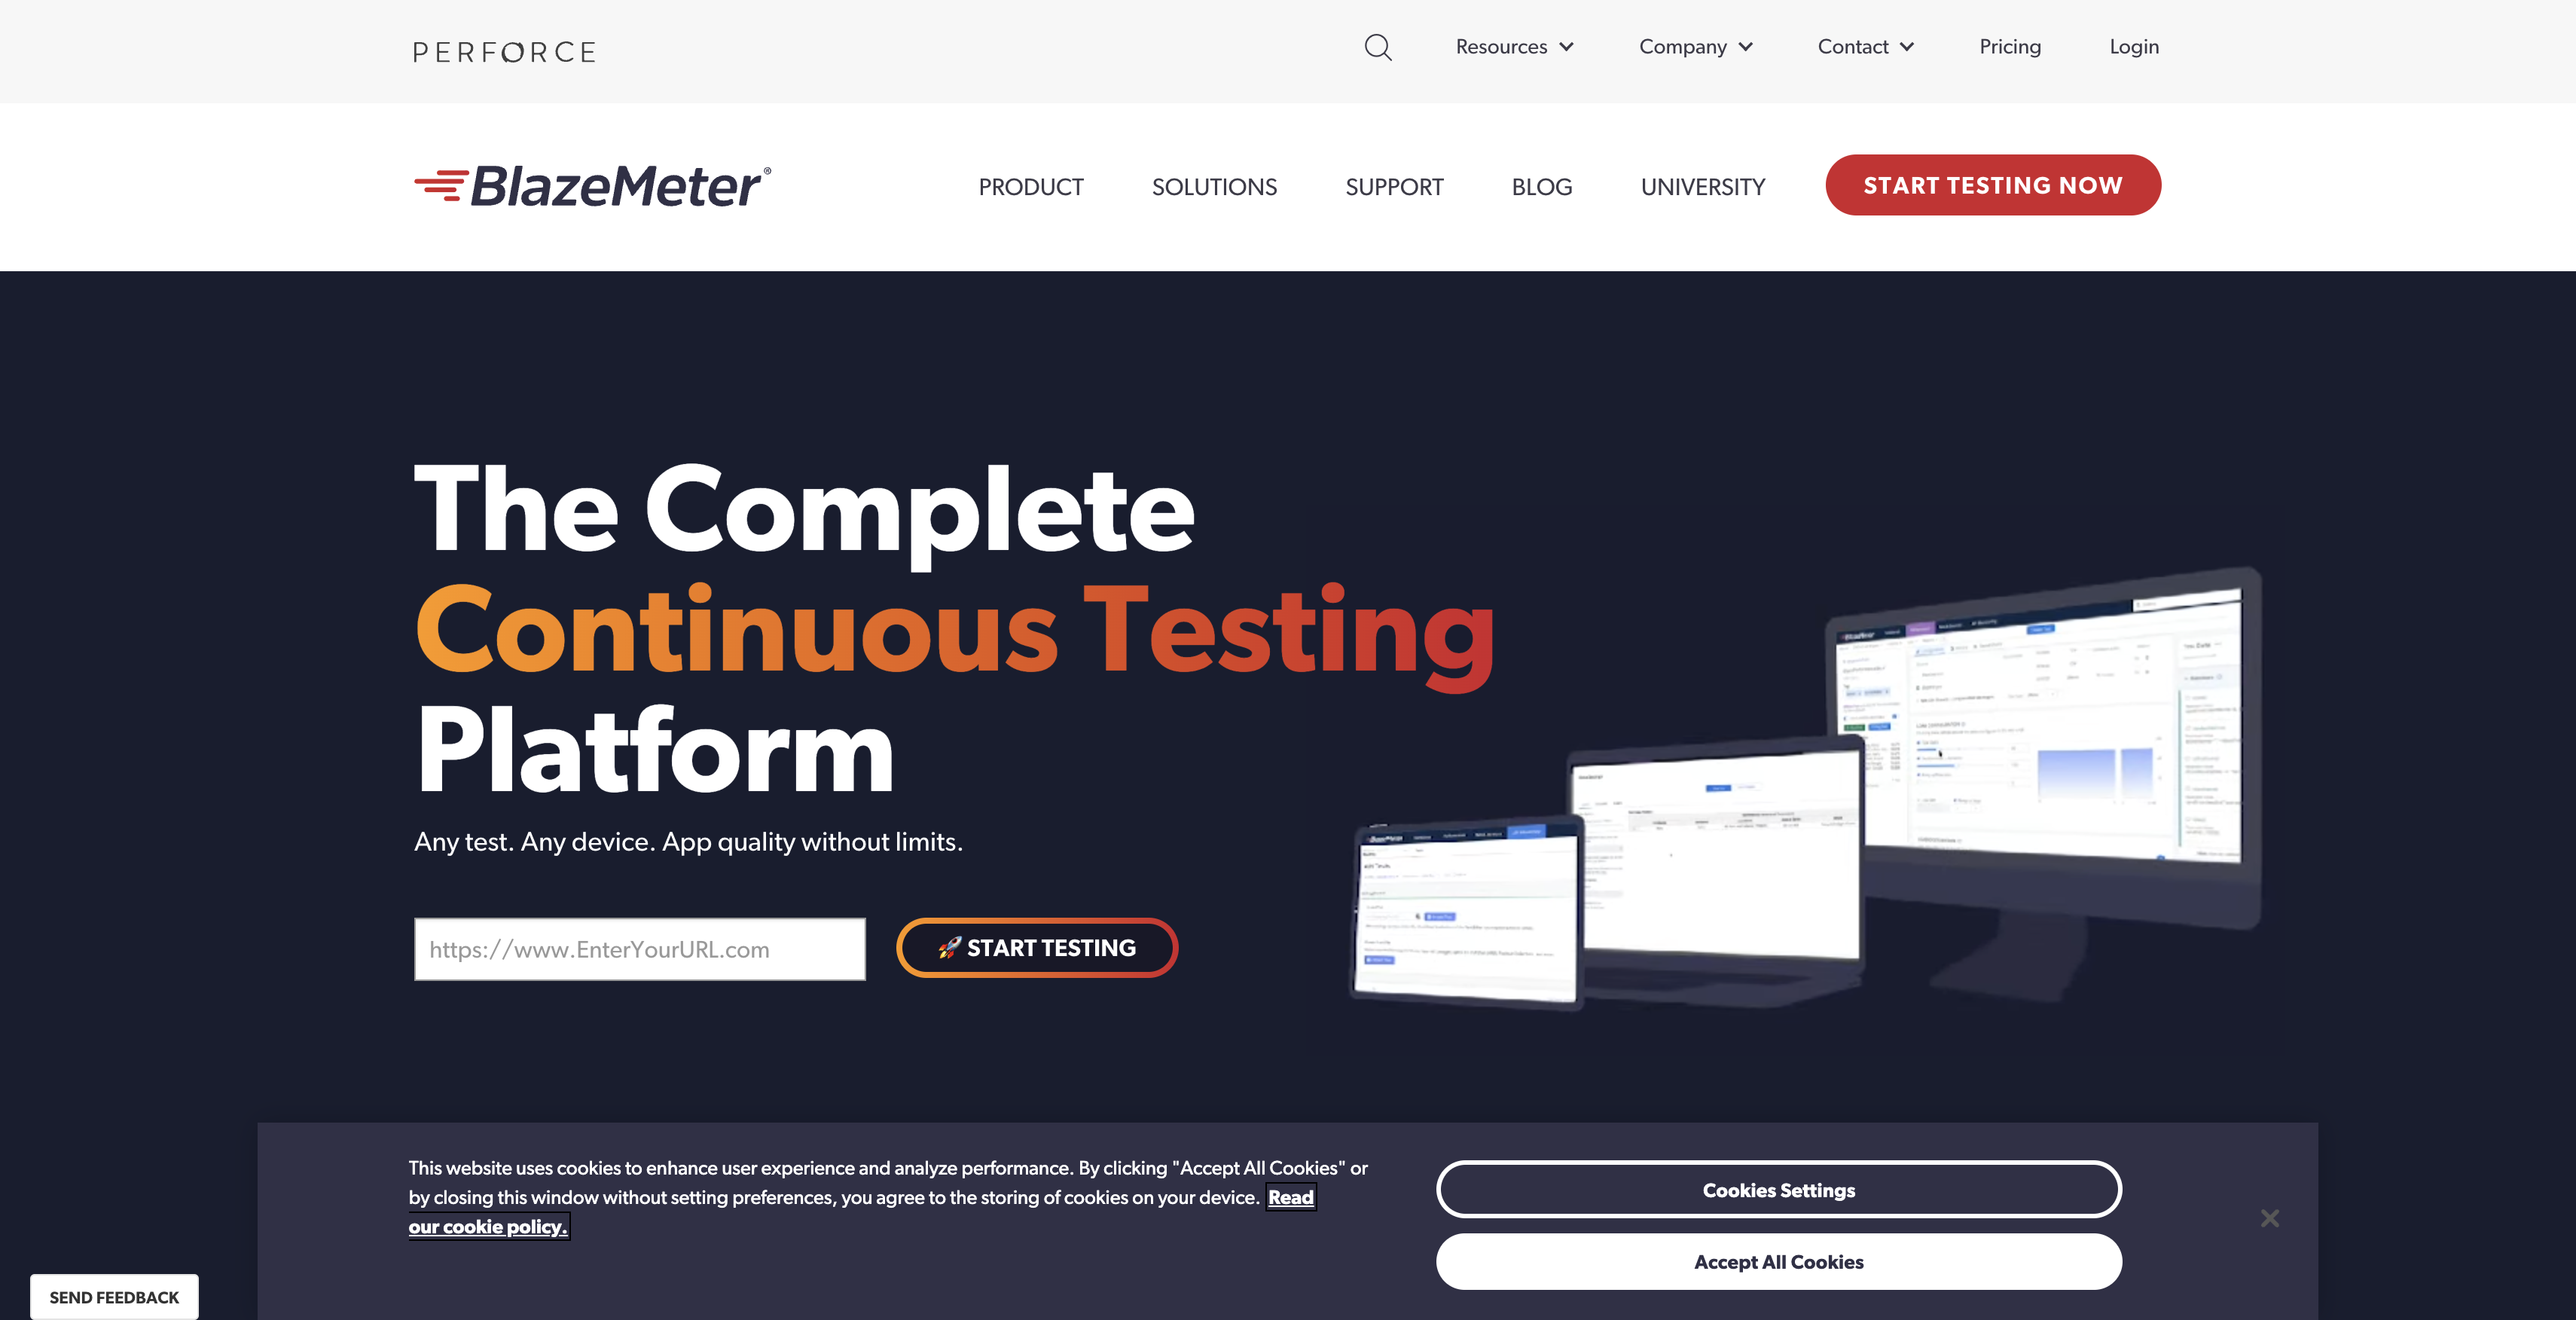 PERFORCE
Resources
Company
Contact
Pricing
Login
BlazeMeter®
PRODUCT
SOLUTIONS
SUPPORT
BLOG
UNIVERSITY
START TESTING NOW
The Complete
Continuous Testing
Platform
Any test. Any device. App quality without limits.
https://www.EnterYourURL.com
🚀 START TESTING
This website uses cookies to enhance user experience and analyze performance. By clicking "Accept All Cookies" or
by closing this window without setting preferences, you agree to the storing of cookies on your device. Read
our cookie policy.
Cookies Settings
Accept All Cookies
SEND FEEDBACK